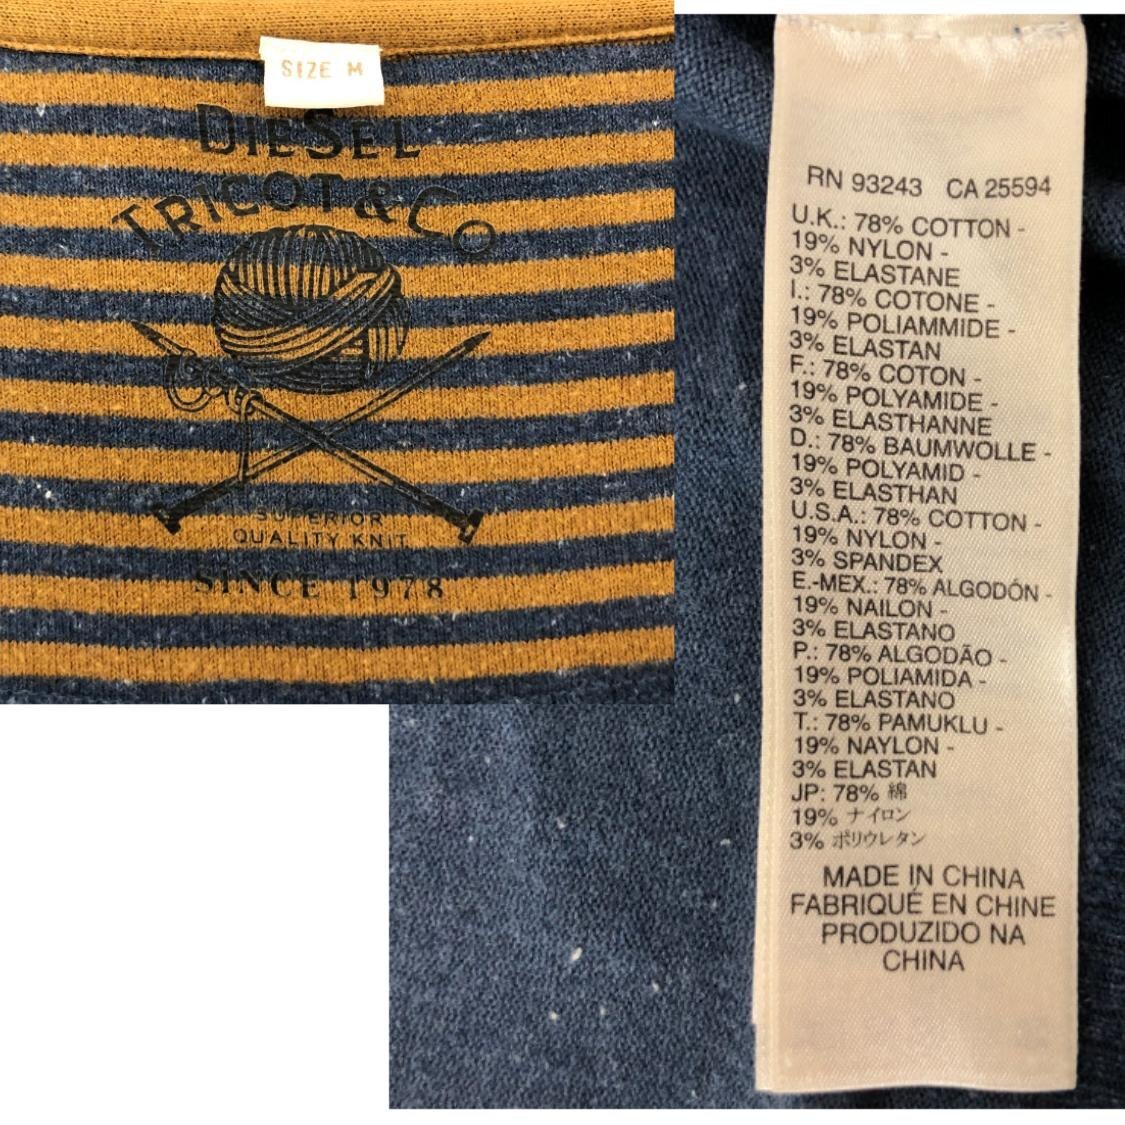 SIZE M
DIESEL
TRICOT & CO
SUPERIOR
QUALITY KNIT
SINCE 1978
RN 93243 CA 25594
U.K.: 78% COTTON -
19% NYLON -
3% ELASTANE
I.: 78% COTONE -
19% POLIAMMIDE -
3% ELASTAN
F.: 78% COTON -
19% POLYAMIDE -
3% ELASTHANNE
D.: 78% BAUMWOLLE -
19% POLYAMID -
3% ELASTHAN
U.S.A.: 78% COTTON -
19% NYLON -
3% SPANDEX
E.-MEX.: 78% ALGODÓN -
19% NAILON -
3% ELASTANO
P.: 78% ALGODÃO -
19% POLIAMIDA -
3% ELASTANO
T.: 78% PAMUKLU -
19% NAYLON -
3% ELASTAN
JP: 78% 綿
19% ナイロン
3% ポリウレタン
MADE IN CHINA
FABRIQUÉ EN CHINE
PRODUZIDO NA
CHINA